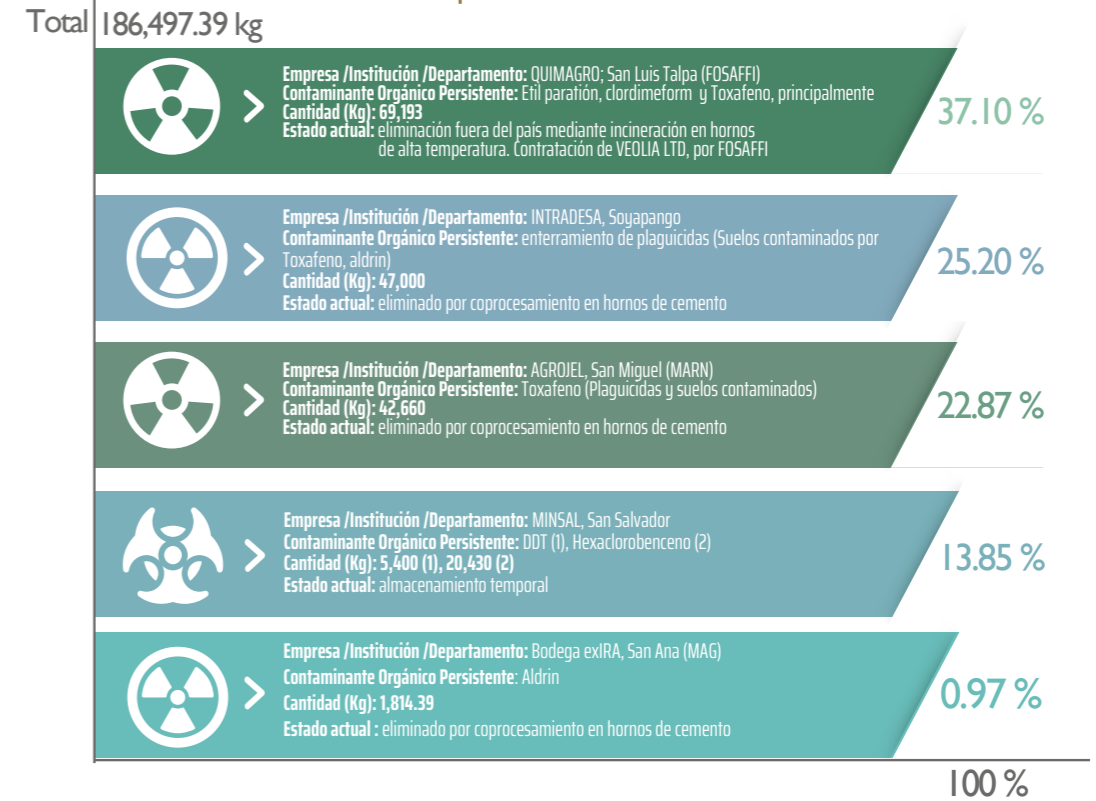 Total 186,497.39 kg
Empresa /Institución /Departamento: QUIMAGRO; San Luis Talpa (FOSAFFI)
Contaminante Orgánico Persistente: Etil paratión, clordimeform y Toxafeno, principalmente
Cantidad (Kg): 69,193
Estado actual: eliminación fuera del país mediante incineración en hornos
de alta temperatura. Contratación de VEOLIA LTD, por FOSAFFI
37.10 %
Empresa /Institución /Departamento: INTRADESA, Soyapango
Contaminante Orgánico Persistente: enterramiento de plaguicidas (Suelos contaminados por
Toxafeno, aldrin)
Cantidad (Kg): 47,000
Estado actual: eliminado por coprocesamiento en hornos de cemento
25.20 %
Empresa /Institución /Departamento: AGROJEL, San Miguel (MARN)
Contaminante Orgánico Persistente: Toxafeno (Plaguicidas y suelos contaminados)
Cantidad (Kg): 42,660
Estado actual: eliminado por coprocesamiento en hornos de cemento
22.87 %
Empresa /Institución /Departamento: MINSAL, San Salvador
Contaminante Orgánico Persistente: DDT (1), Hexaclorobenceno (2)
Cantidad (Kg): 5,400 (1), 20,430 (2)
Estado actual: almacenamiento temporal
13.85 %
Empresa /Institución /Departamento: Bodega exIRA, San Ana (MAG)
Contaminante Orgánico Persistente: Aldrin
Cantidad (Kg): 1,814.39
Estado actual : eliminado por coprocesamiento en hornos de cemento
0.97 %
100 %